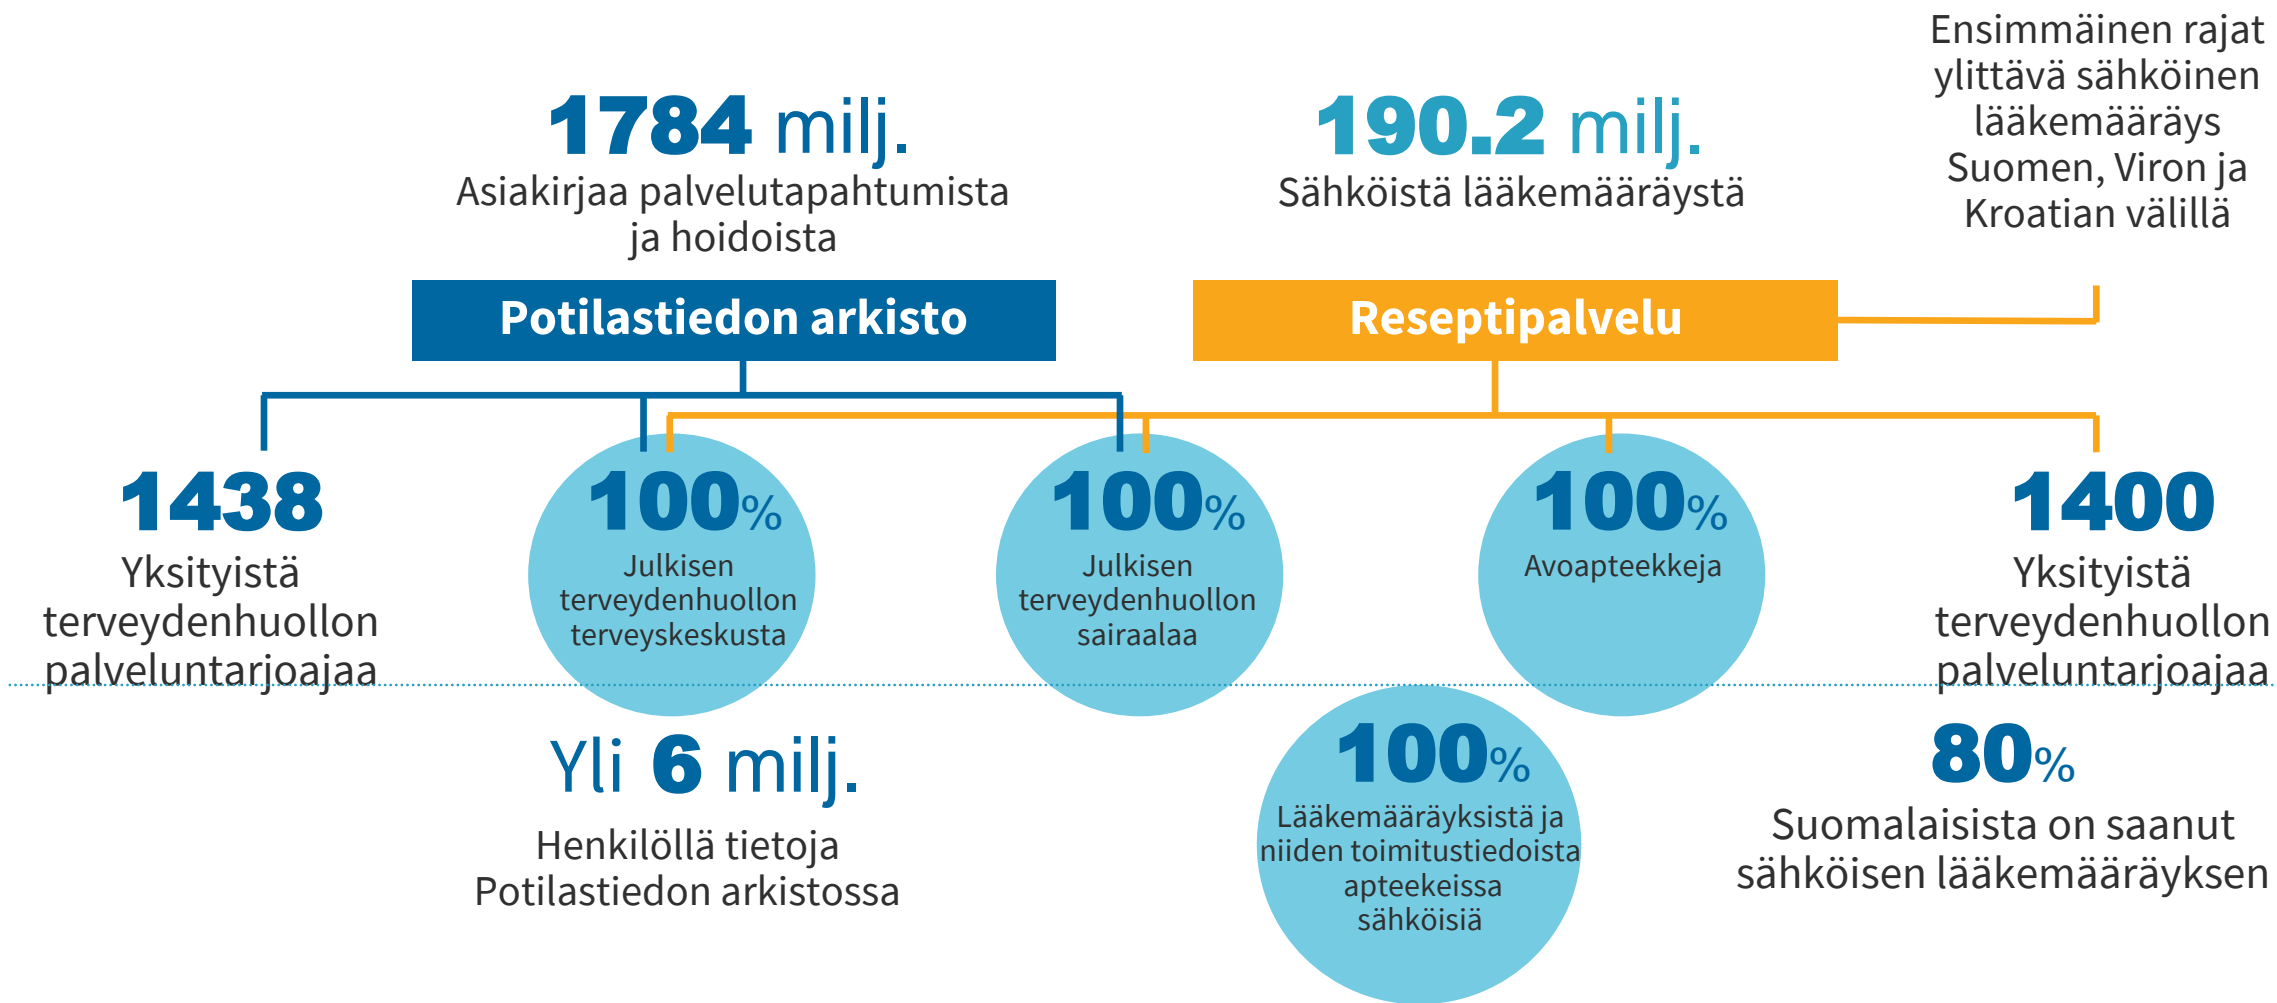 1784 milj.
Asiakirjaa palvelutapahtumista
ja hoidoista
190.2 milj.
Sähköistä lääkemääräystä
Ensimmäinen rajat
ylittävä sähköinen
lääkemääräys
Suomen, Viron ja
Kroatian välillä
Potilastiedon arkisto
Reseptipalvelu
1438
Yksityistä
terveydenhuollon
palveluntarjoajaa
100%
Julkisen
terveydenhuollon
terveyskeskusta
100%
Julkisen
terveydenhuollon
sairaalaa
100%
Avoapteekkeja
1400
Yksityistä
terveydenhuollon
palveluntarjoajaa
Yli 6 milj.
Henkilöllä tietoja
Potilastiedon arkistossa
100%
Lääkemääräyksistä ja
niiden toimitustiedoista
apteekeissa
sähköisiä
80%
Suomalaisista on saanut
sähköisen lääkemääräyksen